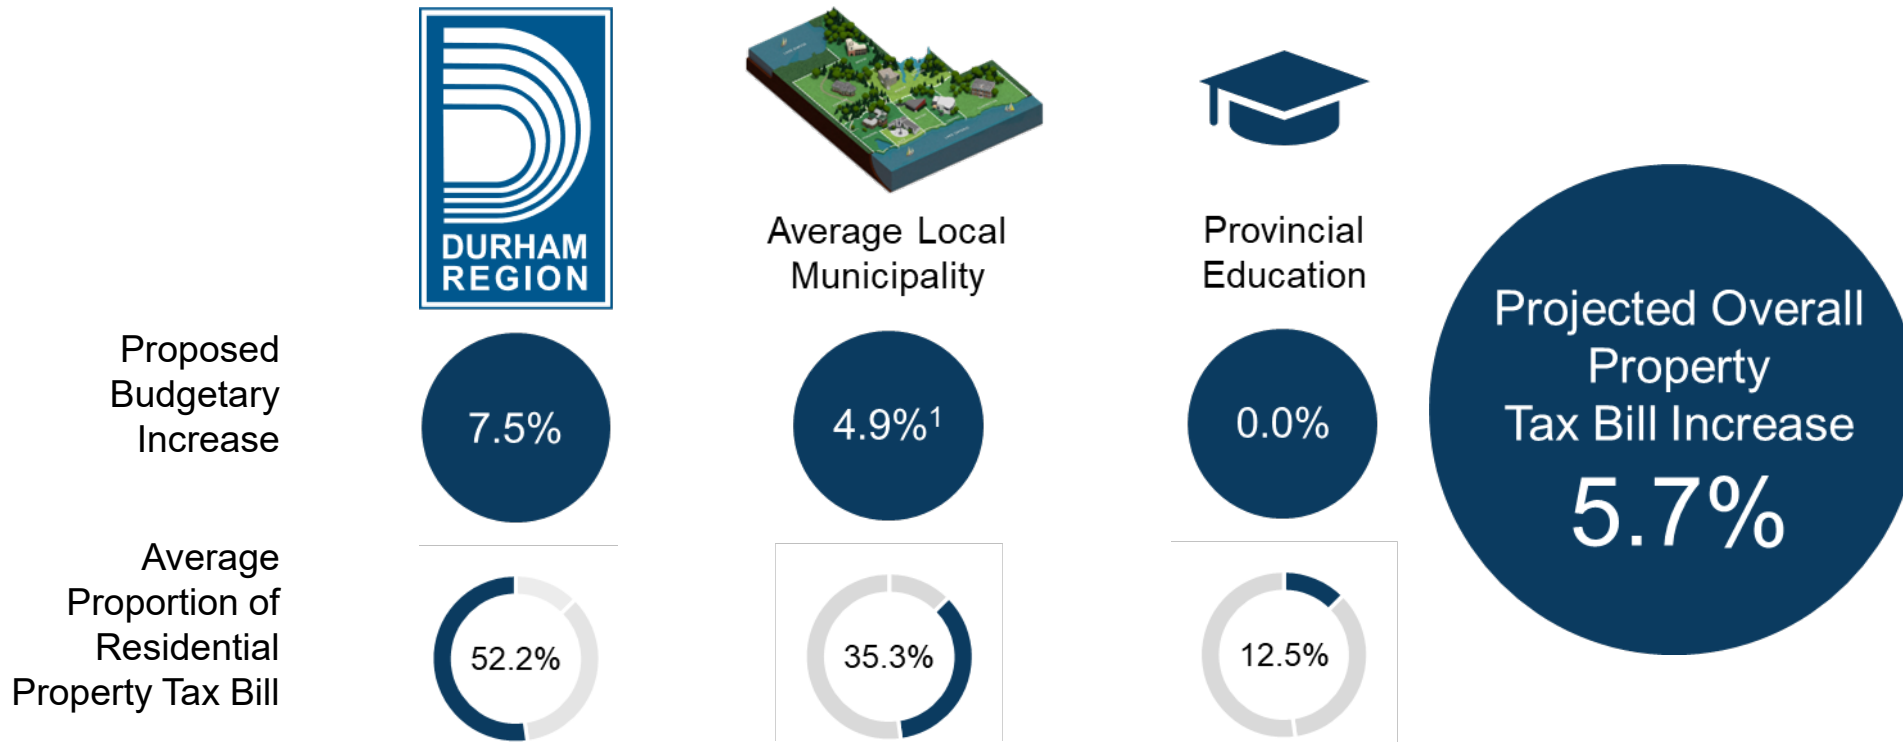 DURHAM
REGION
Average Local
Municipality
Provincial
Education
Proposed
Budgetary
Increase
7.5%
4.9%¹
0.0%
Projected Overall
Property
Tax Bill Increase
5.7%
Average
Proportion of
Residential
Property Tax Bill
52.2%
35.3%
12.5%